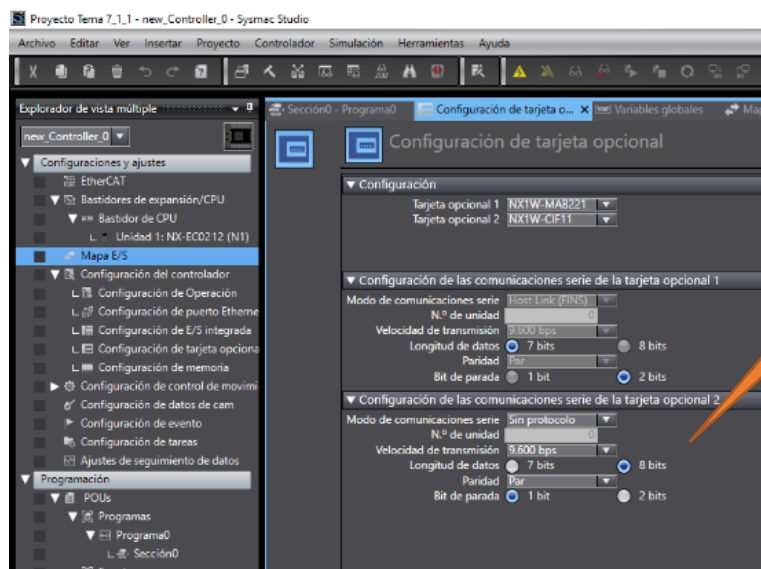 Proyecto Tema 7_1_1 - new_Controller_0 - Sysmac Studio
Archivo Editar Ver Insertar Proyecto Controlador Simulación Herramientas Ayuda
Explorador de vista múltiple
Sección0 - Programa0 Configuración de tarjeta o... Variables globales Ma
new_Controller_0
Configuración de tarjeta opcional
Configuraciones y ajustes
EtherCAT
Bastidores de expansión/CPU
Bastidor de CPU
Unidad 1: NX-EC0212 (N1)
Mapa E/S
Configuración del controlador
Configuración de Operación
Configuración de puerto Etherne
Configuración de E/S integrada
Configuración de tarjeta opciona
Configuración de memoria
Configuración de control de movimi
Configuración de datos de cam
Configuración de evento
Configuración de tareas
Ajustes de seguimiento de datos
Programación
POUs
Programas
Programa0
Sección0
Configuración
Tarjeta opcional 1 NX1W-MAB221
Tarjeta opcional 2 NX1W-CIF11
Configuración de las comunicaciones serie de la tarjeta opcional 1
Modo de comunicaciones serie Host Link (FINS)
N.º de unidad 0
Velocidad de transmisión 9.600 bps
Longitud de datos 7 bits 8 bits
Paridad Par
Bit de parada 1 bit 2 bits
Configuración de las comunicaciones serie de la tarjeta opcional 2
Modo de comunicaciones serie Sin protocolo
N.º de unidad 0
Velocidad de transmisión 9.600 bps
Longitud de datos 7 bits 8 bits
Paridad Par
Bit de parada 1 bit 2 bits